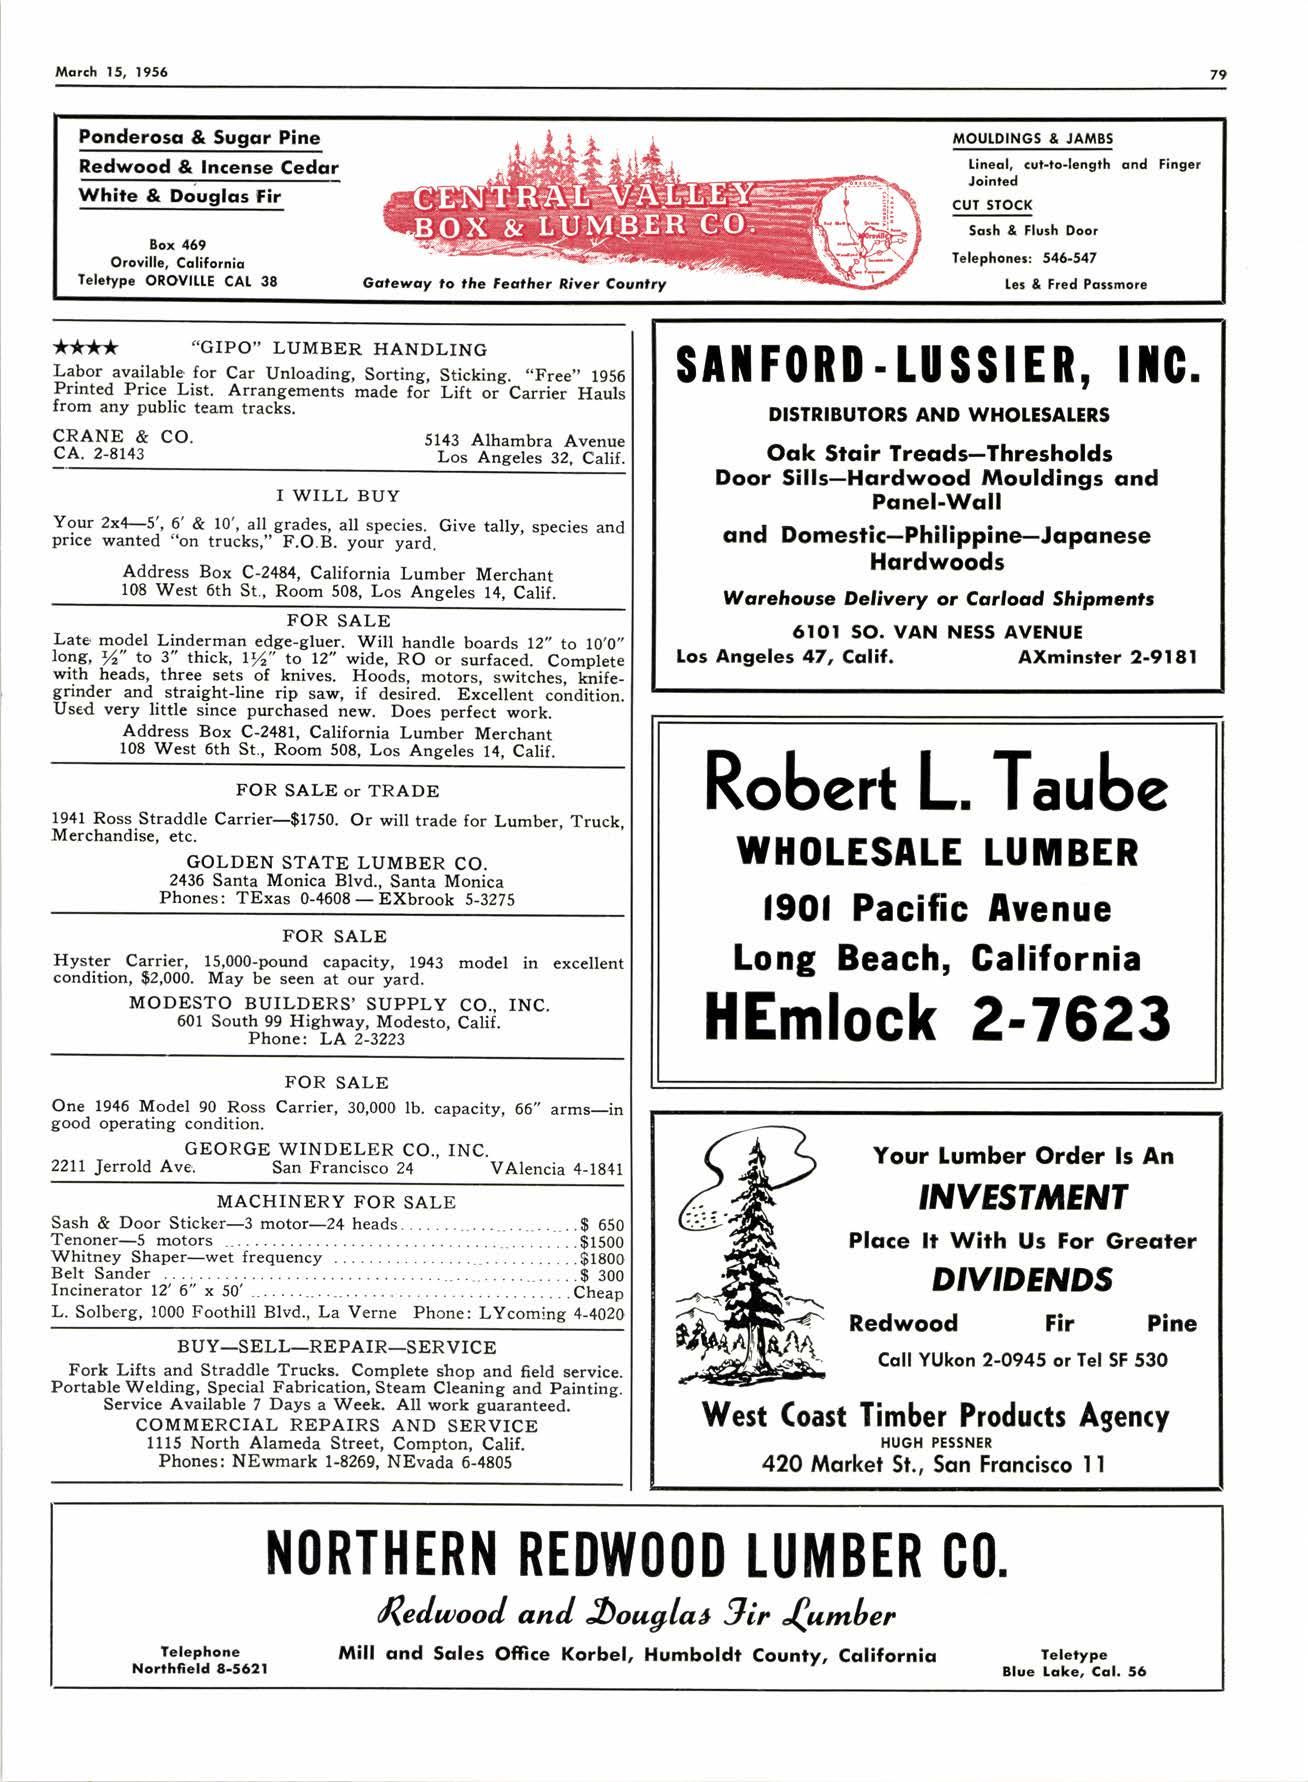 March 15, 1956
79
Ponderosa & Sugar Pine
Redwood & Incense Cedar
White & Douglas Fir
Box 469
Oroville, California
Teletype OROVILLE CAL 38
CENTRAL VALLEY
BOX & LUMBER CO.
Gateway to the Feather River Country
MOULDINGS & JAMBS
Lineal, cut-to-length and Finger
Jointed
CUT STOCK
Sash & Flush Door
Telephones: 546-547
Les & Fred Passmore
★★★★ "GIPO" LUMBER HANDLING
Labor available for Car Unloading, Sorting, Sticking. "Free" 1956
Printed Price List. Arrangements made for Lift or Carrier Hauls
from any public team tracks.
CRANE & CO. 5143 Alhambra Avenue
CA. 2-8143 Los Angeles 32, Calif.
I WILL BUY
Your 2x4—5′, 6′ & 10′, all grades, all species. Give tally, species and
price wanted "on trucks," F.O.B. your yard.
Address Box C-2484, California Lumber Merchant
108 West 6th St., Room 508, Los Angeles 14, Calif.
FOR SALE
Late model Linderman edge-gluer. Will handle boards 12″ to 10′0″
long, ½″ to 3″ thick, 1½″ to 12″ wide, RO or surfaced. Complete
with heads, three sets of knives. Hoods, motors, switches, knife-
grinder and straight-line rip saw, if desired. Excellent condition.
Used very little since purchased new. Does perfect work.
Address Box C-2481, California Lumber Merchant
108 West 6th St., Room 508, Los Angeles 14, Calif.
FOR SALE or TRADE
1941 Ross Straddle Carrier—$1750. Or will trade for Lumber, Truck,
Merchandise, etc.
GOLDEN STATE LUMBER CO.
2436 Santa Monica Blvd., Santa Monica
Phones: TExas 0-4608 — EXbrook 5-3275
FOR SALE
Hyster Carrier, 15,000-pound capacity, 1943 model in excellent
condition, $2,000. May be seen at our yard.
MODESTO BUILDERS' SUPPLY CO., INC.
601 South 99 Highway, Modesto, Calif.
Phone: LA 2-3223
FOR SALE
One 1946 Model 90 Ross Carrier, 30,000 lb. capacity, 66″ arms—in
good operating condition.
GEORGE WINDELER CO., INC.
2211 Jerrold Ave. San Francisco 24 VAlencia 4-1841
MACHINERY FOR SALE
Sash & Door Sticker—3 motor—24 heads........................$ 650
Tenoner—5 motors ........................................$1500
Whitney Shaper—wet frequency ............................$1800
Belt Sander ..............................................$ 300
Incinerator 12′ 6″ x 50′ ....................................Cheap
L. Solberg, 1000 Foothill Blvd., La Verne Phone: LYcoming 4-4020
BUY—SELL—REPAIR—SERVICE
Fork Lifts and Straddle Trucks. Complete shop and field service.
Portable Welding, Special Fabrication, Steam Cleaning and Painting.
Service Available 7 Days a Week. All work guaranteed.
COMMERCIAL REPAIRS AND SERVICE
1115 North Alameda Street, Compton, Calif.
Phones: NEwmark 1-8269, NEvada 6-4805
SANFORD-LUSSIER, INC.
DISTRIBUTORS AND WHOLESALERS
Oak Stair Treads—Thresholds
Door Sills—Hardwood Mouldings and
Panel-Wall
and Domestic—Philippine—Japanese
Hardwoods
Warehouse Delivery or Carload Shipments
6101 SO. VAN NESS AVENUE
Los Angeles 47, Calif. AXminster 2-9181
Robert L. Taube
WHOLESALE LUMBER
1901 Pacific Avenue
Long Beach, California
HEmlock 2-7623
Your Lumber Order Is An
INVESTMENT
Place It With Us For Greater
DIVIDENDS
Redwood Fir Pine
Call YUkon 2-0945 or Tel SF 530
West Coast Timber Products Agency
HUGH PESSNER
420 Market St., San Francisco 11
NORTHERN REDWOOD LUMBER CO.
Redwood and Douglas Fir Lumber
Telephone
Northfield 8-5621
Mill and Sales Office Korbel, Humboldt County, California
Teletype
Blue Lake, Cal. 56